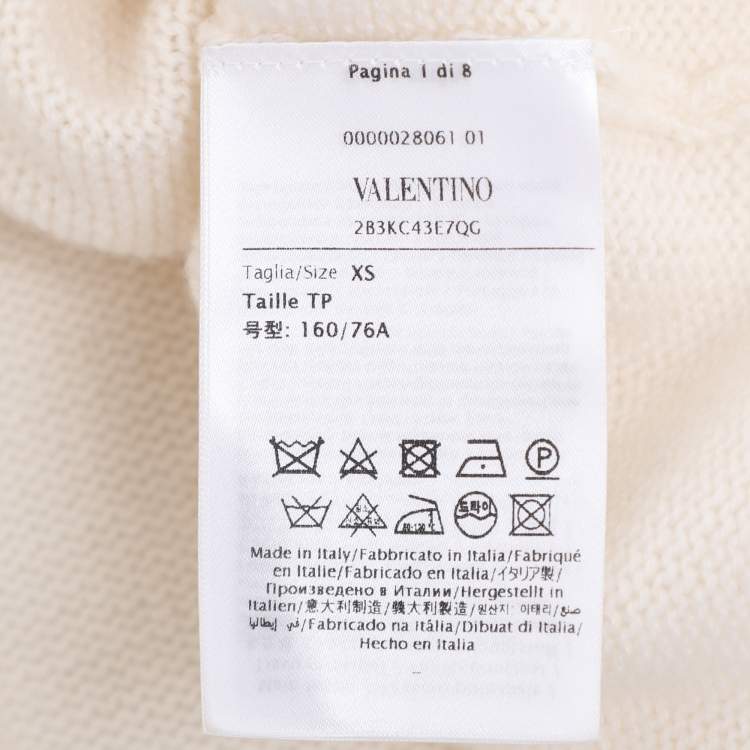 Pagina 1 di 8
0000028061 01
VALENTINO
2B3KC43E7QG
Taglia/Size XS
Taille TP
号型: 160/76A
P
드라이
80-120℃
Made in Italy/Fabbricato in Italia/Fabriqué
en Italie/Fabricado en Italia/イタリア製/
Произведено в Италии/Hergestellt in
Italien/意大利制造/義大利製造/원산지: 이태리/صنع
في إيطاليا/Fabricado na Itália/Dibuat di Italia/
Hecho en Italia